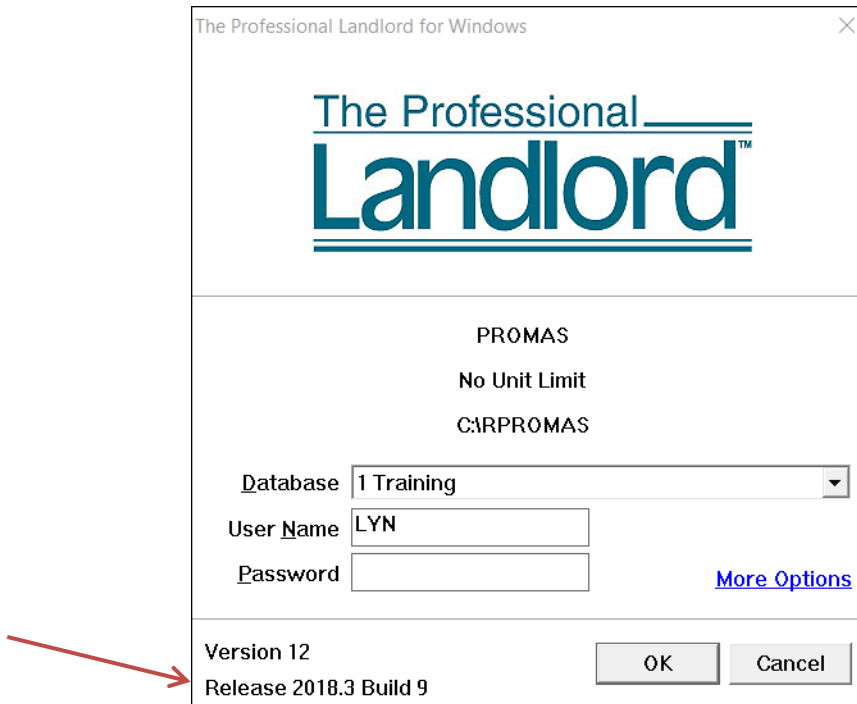 The Professional Landlord for Windows
The Professional
Landlord™
PROMAS
No Unit Limit
C:\RPROMAS
Database 1 Training
User Name LYN
Password
More Options
Version 12
OK Cancel
Release 2018.3 Build 9